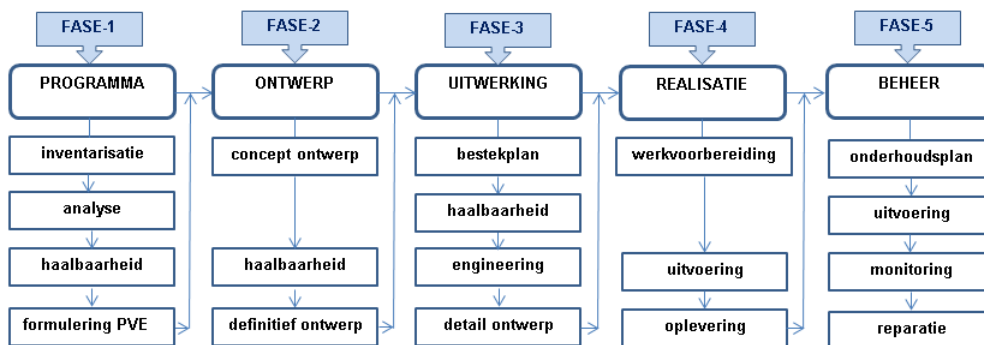 FASE-1
FASE-2
FASE-3
FASE-4
FASE-5
PROGRAMMA
ONTWERP
UITWERKING
REALISATIE
BEHEER
inventarisatie
analyse
haalbaarheid
formulering PVE
concept ontwerp
haalbaarheid
definitief ontwerp
bestekplan
haalbaarheid
engineering
detail ontwerp
werkvoorbereiding
uitvoering
oplevering
onderhoudsplan
uitvoering
monitoring
reparatie